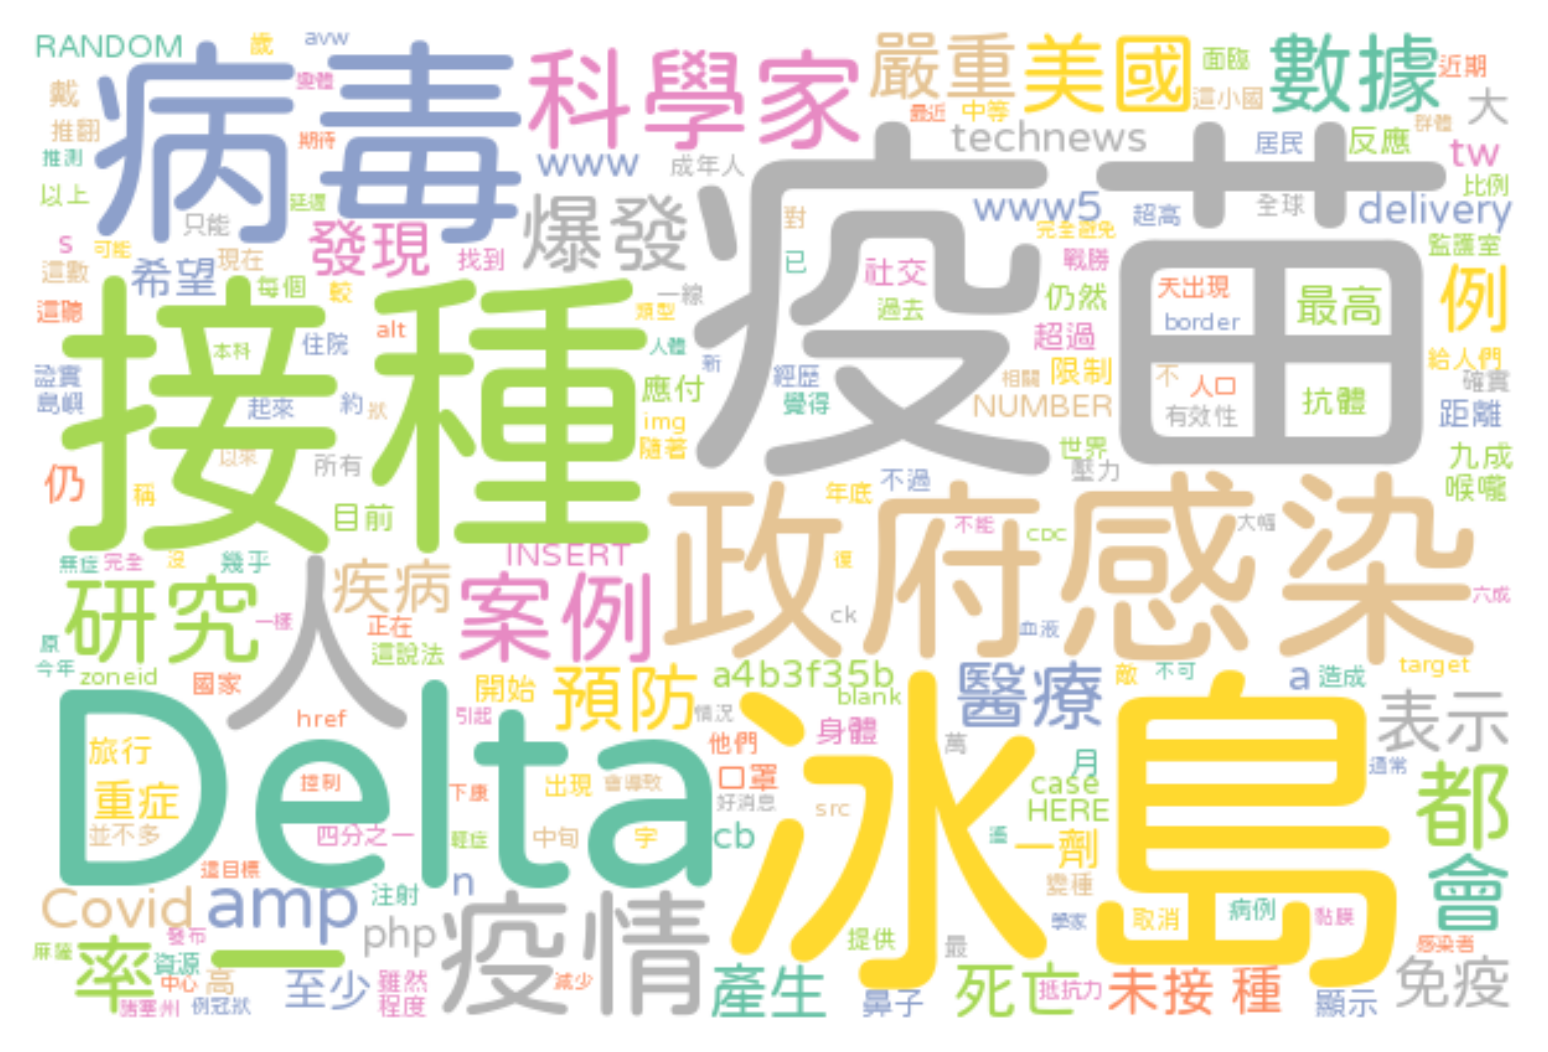 RANDOM 歲 avw
病毒 科學家 嚴重 美國 面臨 數據 近期
戴 變體 這小國 大
推翻 期待 最近 中等 群體
推測 www 成年人 technews 居民 反應 tw
以上 延遲 只能 疫苗 比例
爆發 對 www5 超高 全球 delivery
s 可能 發現 找到 完全避免 監護室
這數 希望 現在 已 社交 戰勝
接種 每個 較 一線 過去 仍然 天出現 最高 例
這聽 alt 類型 超過 border
本科 住院 人體 新 給人們
島嶼 起來 約 狀 應付 經歷 相關 限制 不 人口 抗體 確實
img 覺得 NUMBER 有效性 距離
仍 以來 所有 隨著 世界 九成
稱 目前 年底 不過 壓力 喉嚨
政府 感染 不能 CDC 大幅
無症 完全 沒 幾乎 INSERT 復
研究 人 疾病 案例 六成
一樣 正在 ck 血液
原 這說法
今年 zoneid 國家 開始 預防 a4b3f35b 醫療 敵 不可 a 造成 target
Delta href 引起 情況 blank 冰島 表示
旅行 他們 身體 萬
重症 控制 下康 出現 會導致 口罩 月 通常
並不多 好消息 src case 都
四分之一 輕症 中旬 字 cb HERE
這目標 一劑
Covid amp 注射 n 變種 會
發布 php 疫情 學家 取消 病例 黏膜
麻薩 率 一 提供 最 感染者
資源
中心 高 至少 雖然 減少 產生 死亡 抵抗力 未接種 免疫
諸塞州 例冠狀 程度 鼻子 顯示